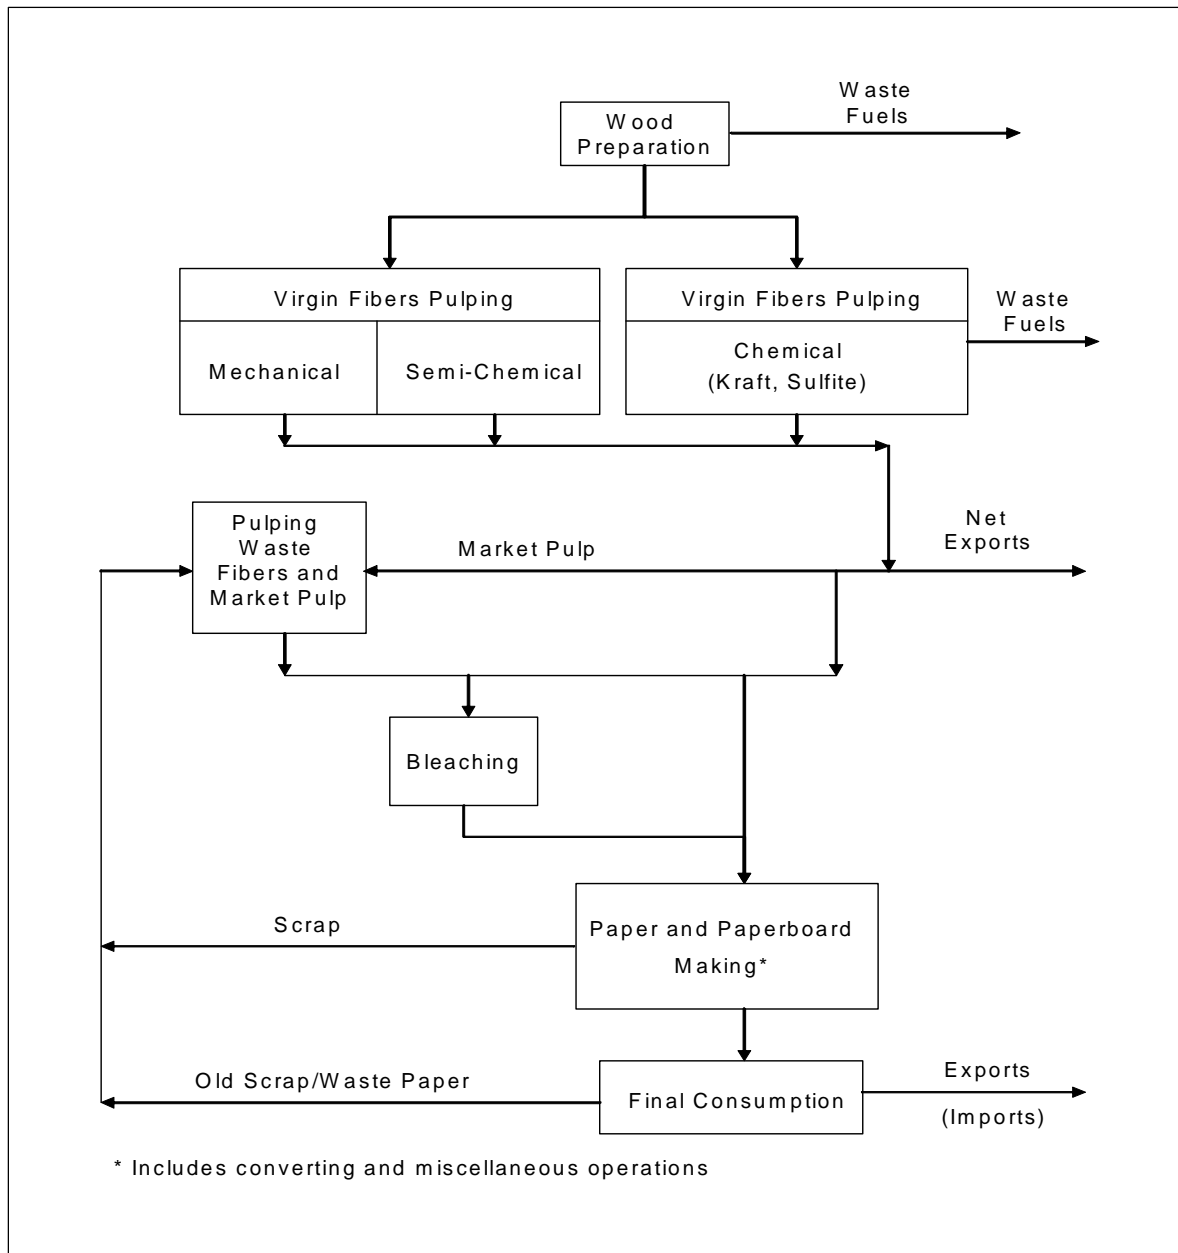 Waste
Fuels
Wood
Preparation
Virgin Fibers Pulping
Virgin Fibers Pulping
Waste
Fuels
Mechanical
Semi-Chemical
Chemical
(Kraft, Sulfite)
Pulping
Waste
Fibers and
Market Pulp
Market Pulp
Net
Exports
Bleaching
Scrap
Paper and Paperboard
Making*
Old Scrap/Waste Paper
Final Consumption
Exports
(Imports)
* Includes converting and miscellaneous operations